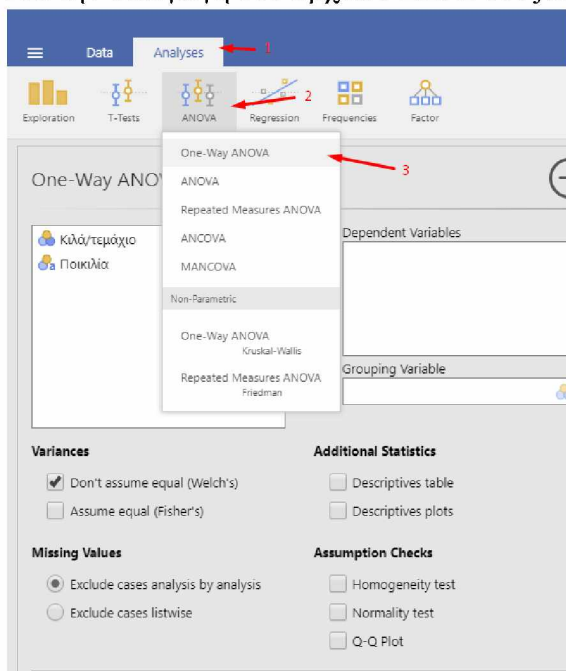 Data Analyses 1
2
Exploration T-Tests ANOVA Regression Frequencies Factor
One-Way ANOVA
3
ANOVA
Repeated Measures ANOVA
ANCOVA
MANCOVA
Non-Parametric
One-Way ANOVA
Kruskal-Wallis
Repeated Measures ANOVA
Friedman
One-Way ANO
Κιλά/τεμάχιο
Ποικιλία
Dependent Variables
Grouping Variable
Variances
Don't assume equal (Welch's)
Assume equal (Fisher's)
Missing Values
Exclude cases analysis by analysis
Exclude cases listwise
Additional Statistics
Descriptives table
Descriptives plots
Assumption Checks
Homogeneity test
Normality test
Q-Q Plot